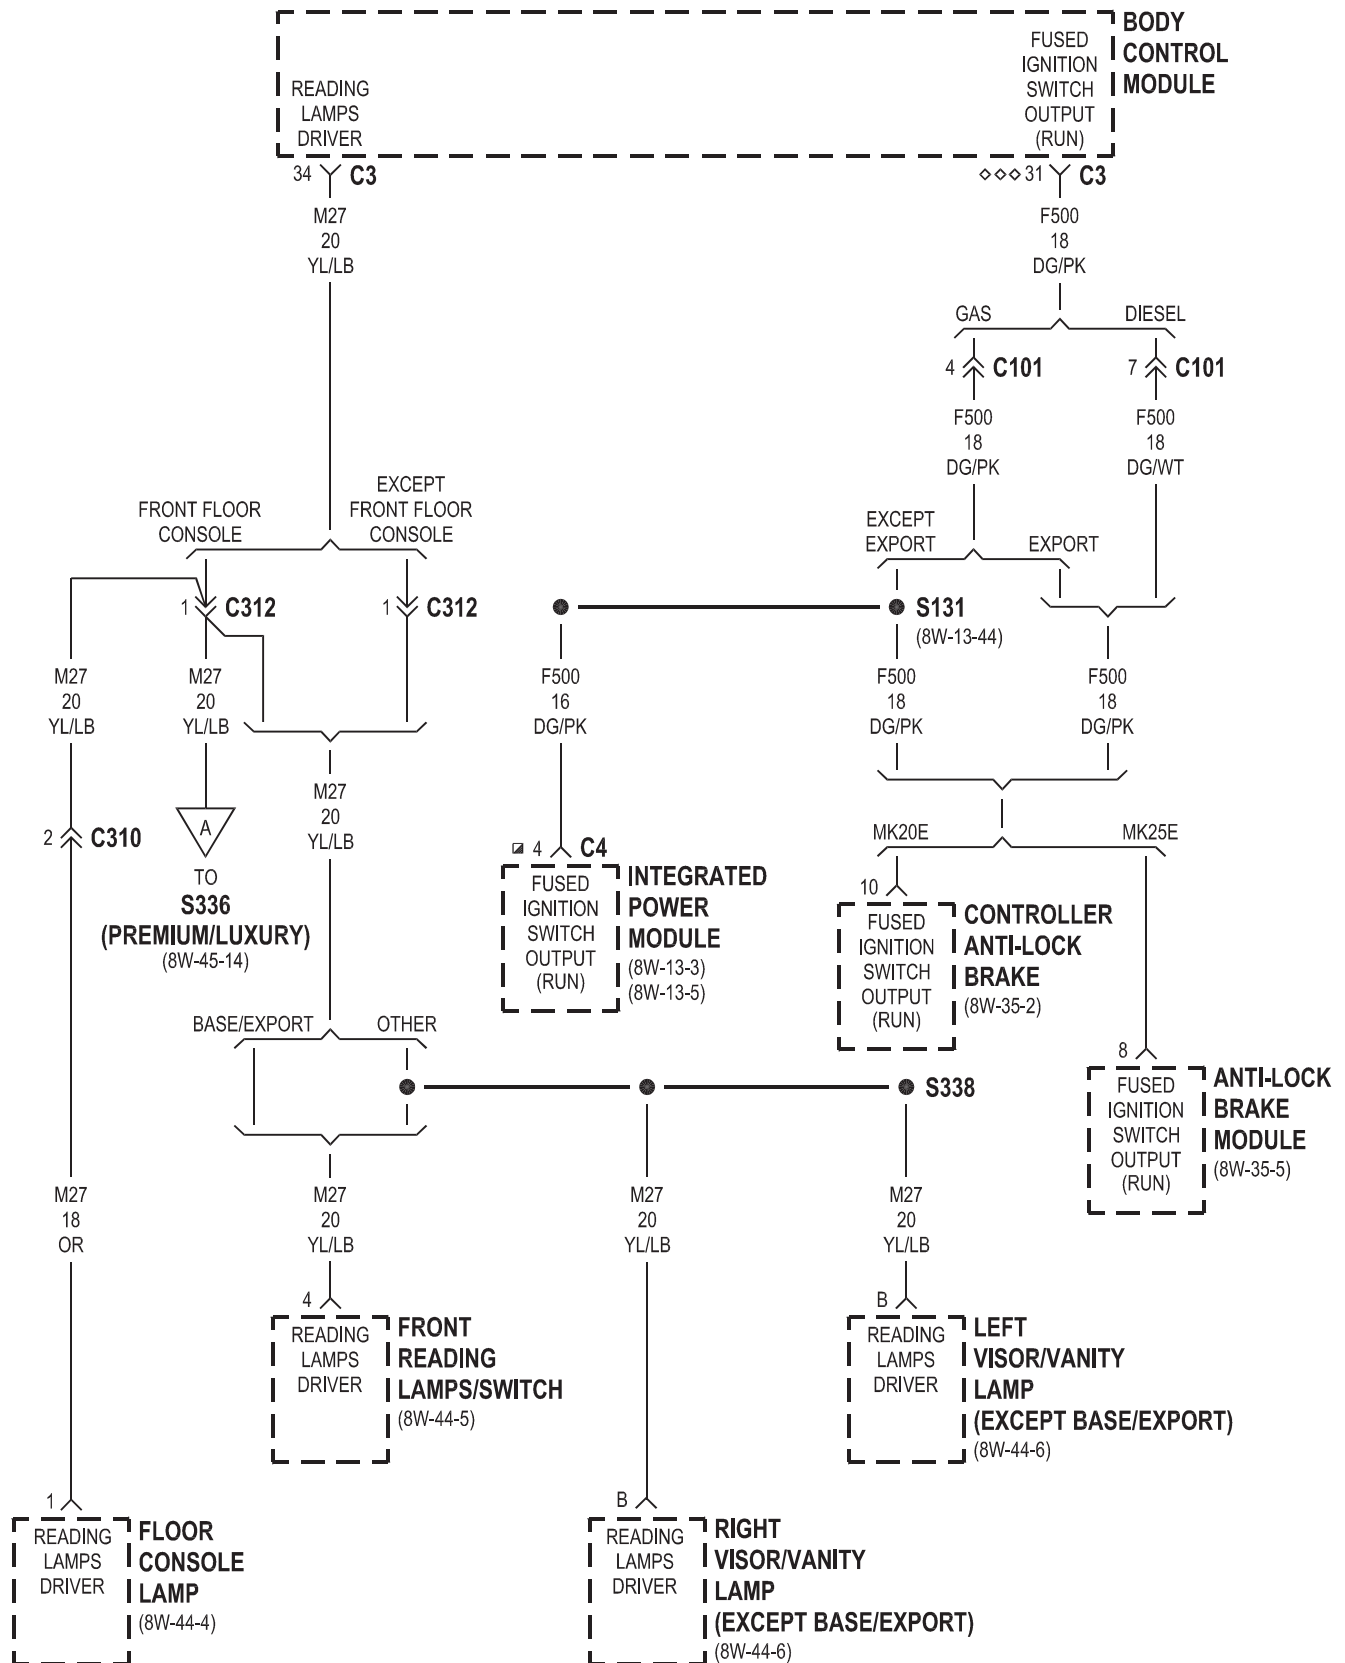 BODY
CONTROL
MODULE
FUSED
IGNITION
SWITCH
OUTPUT
(RUN)
READING
LAMPS
DRIVER
34 C3
31 C3
M27
20
YL/LB
F500
18
DG/PK
GAS
DIESEL
4 C101
7 C101
F500
18
DG/PK
F500
18
DG/WT
FRONT FLOOR
CONSOLE
EXCEPT
FRONT FLOOR
CONSOLE
EXCEPT
EXPORT
EXPORT
1 C312
1 C312
S131
(8W-13-44)
M27
20
YL/LB
M27
20
YL/LB
F500
16
DG/PK
F500
18
DG/PK
F500
18
DG/PK
M27
20
YL/LB
2 C310
A
TO
S336
(PREMIUM/LUXURY)
(8W-45-14)
4 C4
FUSED
IGNITION
SWITCH
OUTPUT
(RUN)
INTEGRATED
POWER
MODULE
(8W-13-3)
(8W-13-5)
MK20E
MK25E
10
FUSED
IGNITION
SWITCH
OUTPUT
(RUN)
CONTROLLER
ANTI-LOCK
BRAKE
(8W-35-2)
BASE/EXPORT
OTHER
S338
8
FUSED
IGNITION
SWITCH
OUTPUT
(RUN)
ANTI-LOCK
BRAKE
MODULE
(8W-35-5)
M27
18
OR
M27
20
YL/LB
M27
20
YL/LB
M27
20
YL/LB
4
READING
LAMPS
DRIVER
FRONT
READING
LAMPS/SWITCH
(8W-44-5)
B
READING
LAMPS
DRIVER
LEFT
VISOR/VANITY
LAMP
(EXCEPT BASE/EXPORT)
(8W-44-6)
1
READING
LAMPS
DRIVER
FLOOR
CONSOLE
LAMP
(8W-44-4)
B
READING
LAMPS
DRIVER
RIGHT
VISOR/VANITY
LAMP
(EXCEPT BASE/EXPORT)
(8W-44-6)